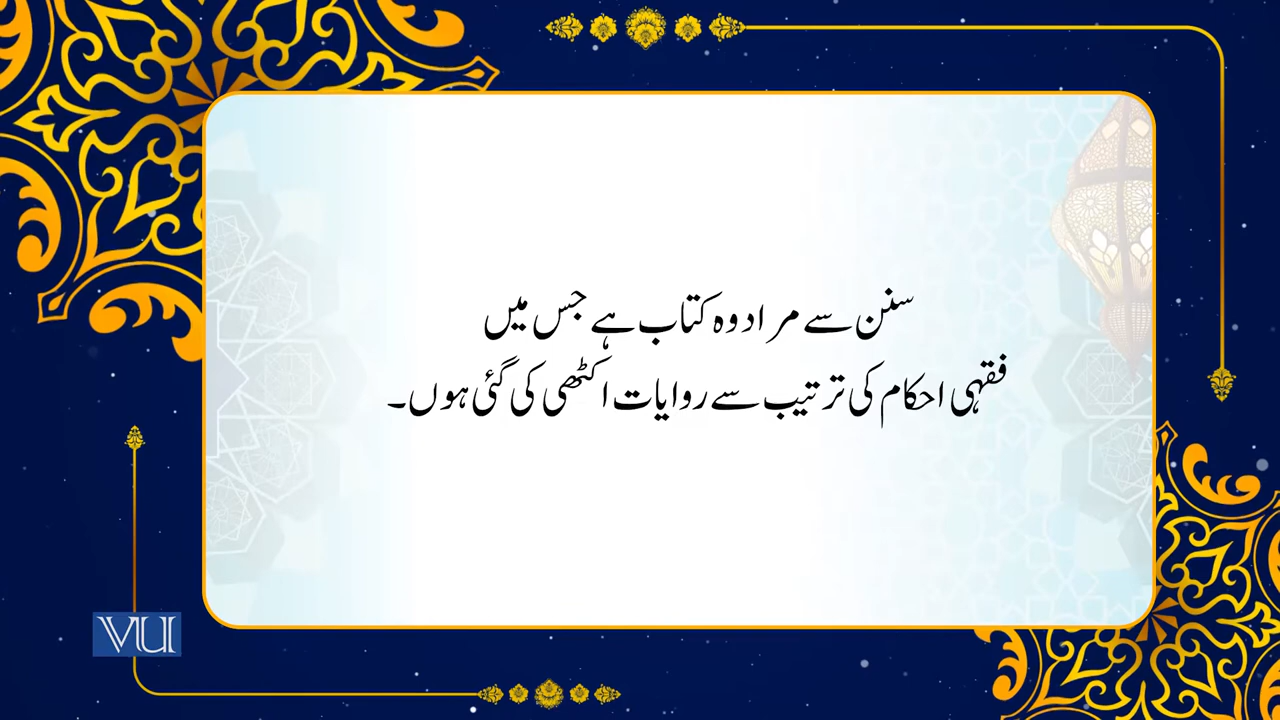 سنن سے مراد وہ کتاب ہے جس میں
فقہی احکام کی ترتیب سے روایات اکٹھی کی گئی ہوں۔
VU